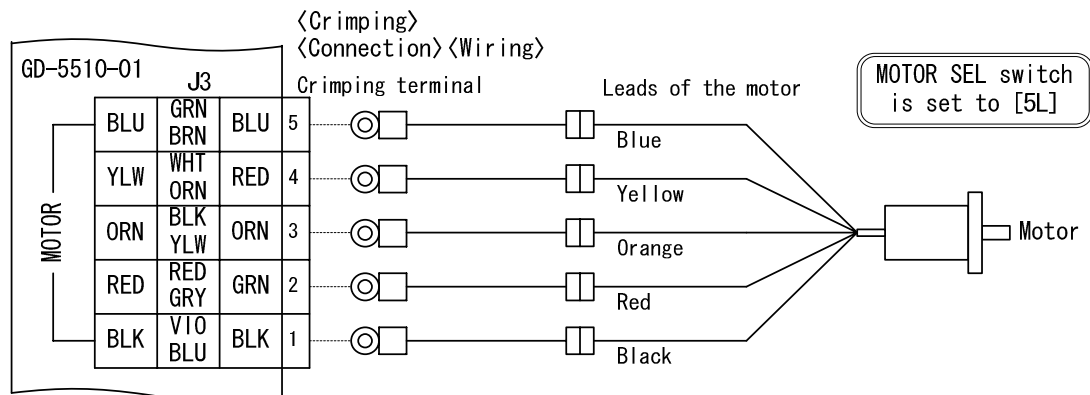 〈Crimping〉
〈Connection〉〈Wiring〉
GD-5510-01
J3
Crimping terminal
Leads of the motor
MOTOR SEL switch
is set to [5L]
MOTOR
BLU GRN BRN BLU 5
Blue
YLW WHT ORN RED 4
Yellow
ORN BLK YLW ORN 3
Orange
Motor
RED RED GRY GRN 2
Red
BLK VIO BLU BLK 1
Black